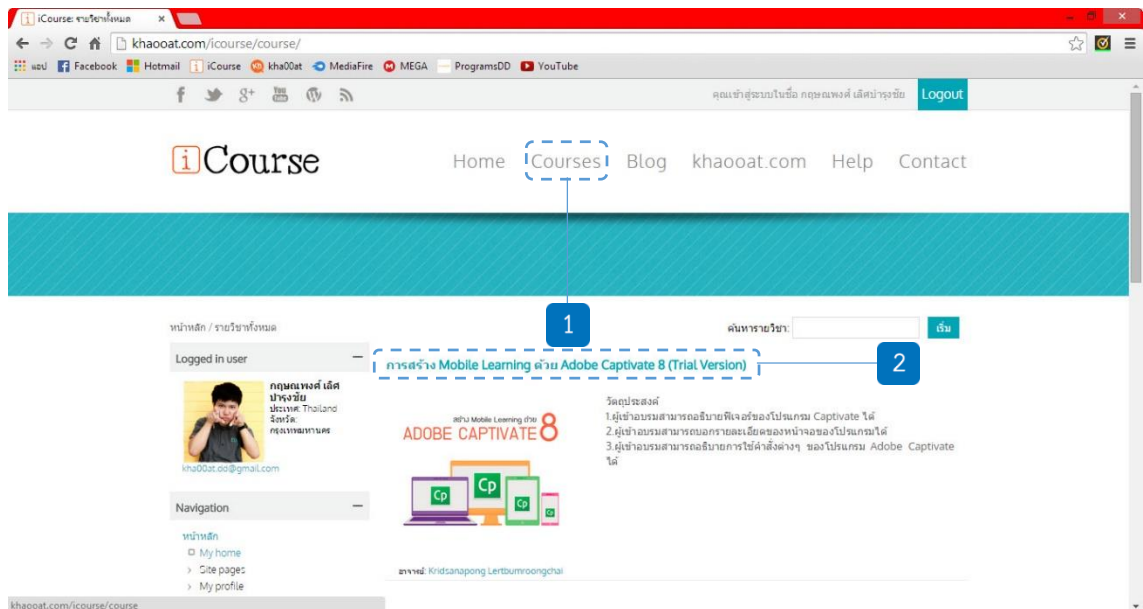 iCourse: รายวิชาทั้งหมด
khaooat.com/icourse/course/
แอป Facebook Hotmail iCourse kha00at MediaFire MEGA ProgramsDD YouTube
คุณเข้าสู่ระบบในชื่อ กฤษณพงศ์ เลิศบำรุงชัย Logout
iCourse
Home Courses Blog khaooat.com Help Contact
1
หน้าหลัก / รายวิชาทั้งหมด
ค้นหารายวิชา: เริ่ม
2
Logged in user
กฤษณพงศ์ เลิศ
บำรุงชัย
ประเทศ: Thailand
จังหวัด:
กรุงเทพมหานคร
kha00at.dd@gmail.com
Navigation
หน้าหลัก
My home
Site pages
My profile
การสร้าง Mobile Learning ด้วย Adobe Captivate 8 (Trial Version)
สร้าง Mobile Learning ด้วย
ADOBE CAPTIVATE 8
Cp Cp Cp Cp
วัตถุประสงค์
1.ผู้เข้าอบรมสามารถอธิบายฟีเจอร์ของโปรแกรม Captivate ได้
2.ผู้เข้าอบรมสามารถบอกรายละเอียดของหน้าจอของโปรแกรมได้
3.ผู้เข้าอบรมสามารถอธิบายการใช้คำสั่งต่างๆ ของโปรแกรม Adobe Captivate
ได้
อาจารย์: Kridsanapong Lertbumroongchai
khaooat.com/icourse/course